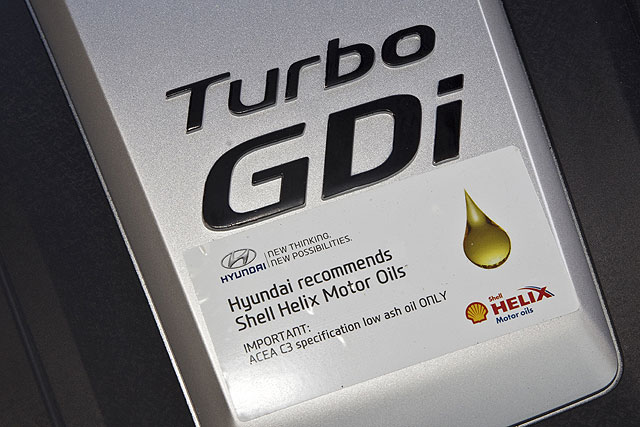 Turbo
GDi
HYUNDAI
NEW THINKING.
NEW POSSIBILITIES.
Hyundai recommends
Shell Helix Motor Oils
IMPORTANT:
ACEA C3 specification low ash oil ONLY
Shell
HELIX
Motor oils